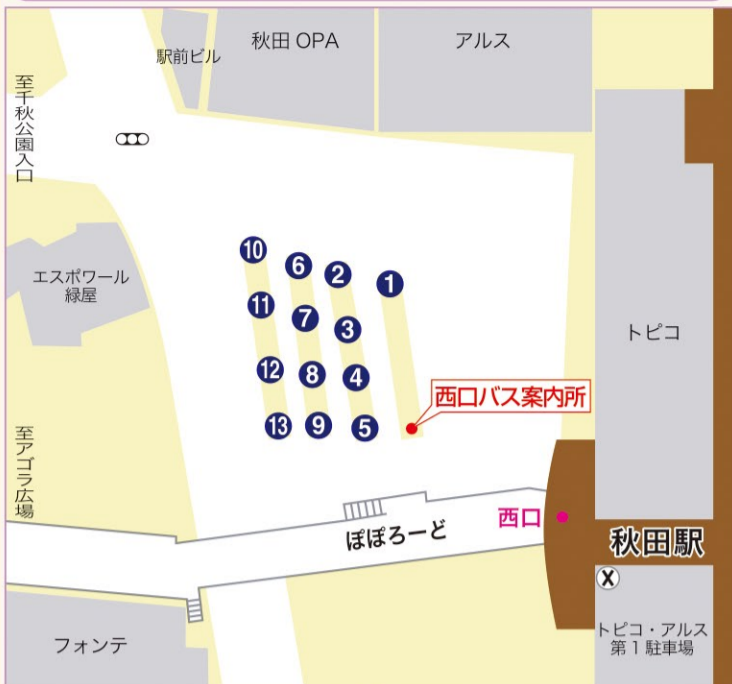 駅前ビル
秋田 OPA
アルス
至千秋公園入口
エスポワール
緑屋
トピコ
10
6
2
1
11
7
3
12
8
4
13
9
5
西口バス案内所
至アゴラ広場
ぽぽろーど
西口
秋田駅
X
フォンテ
トピコ・アルス
第1駐車場